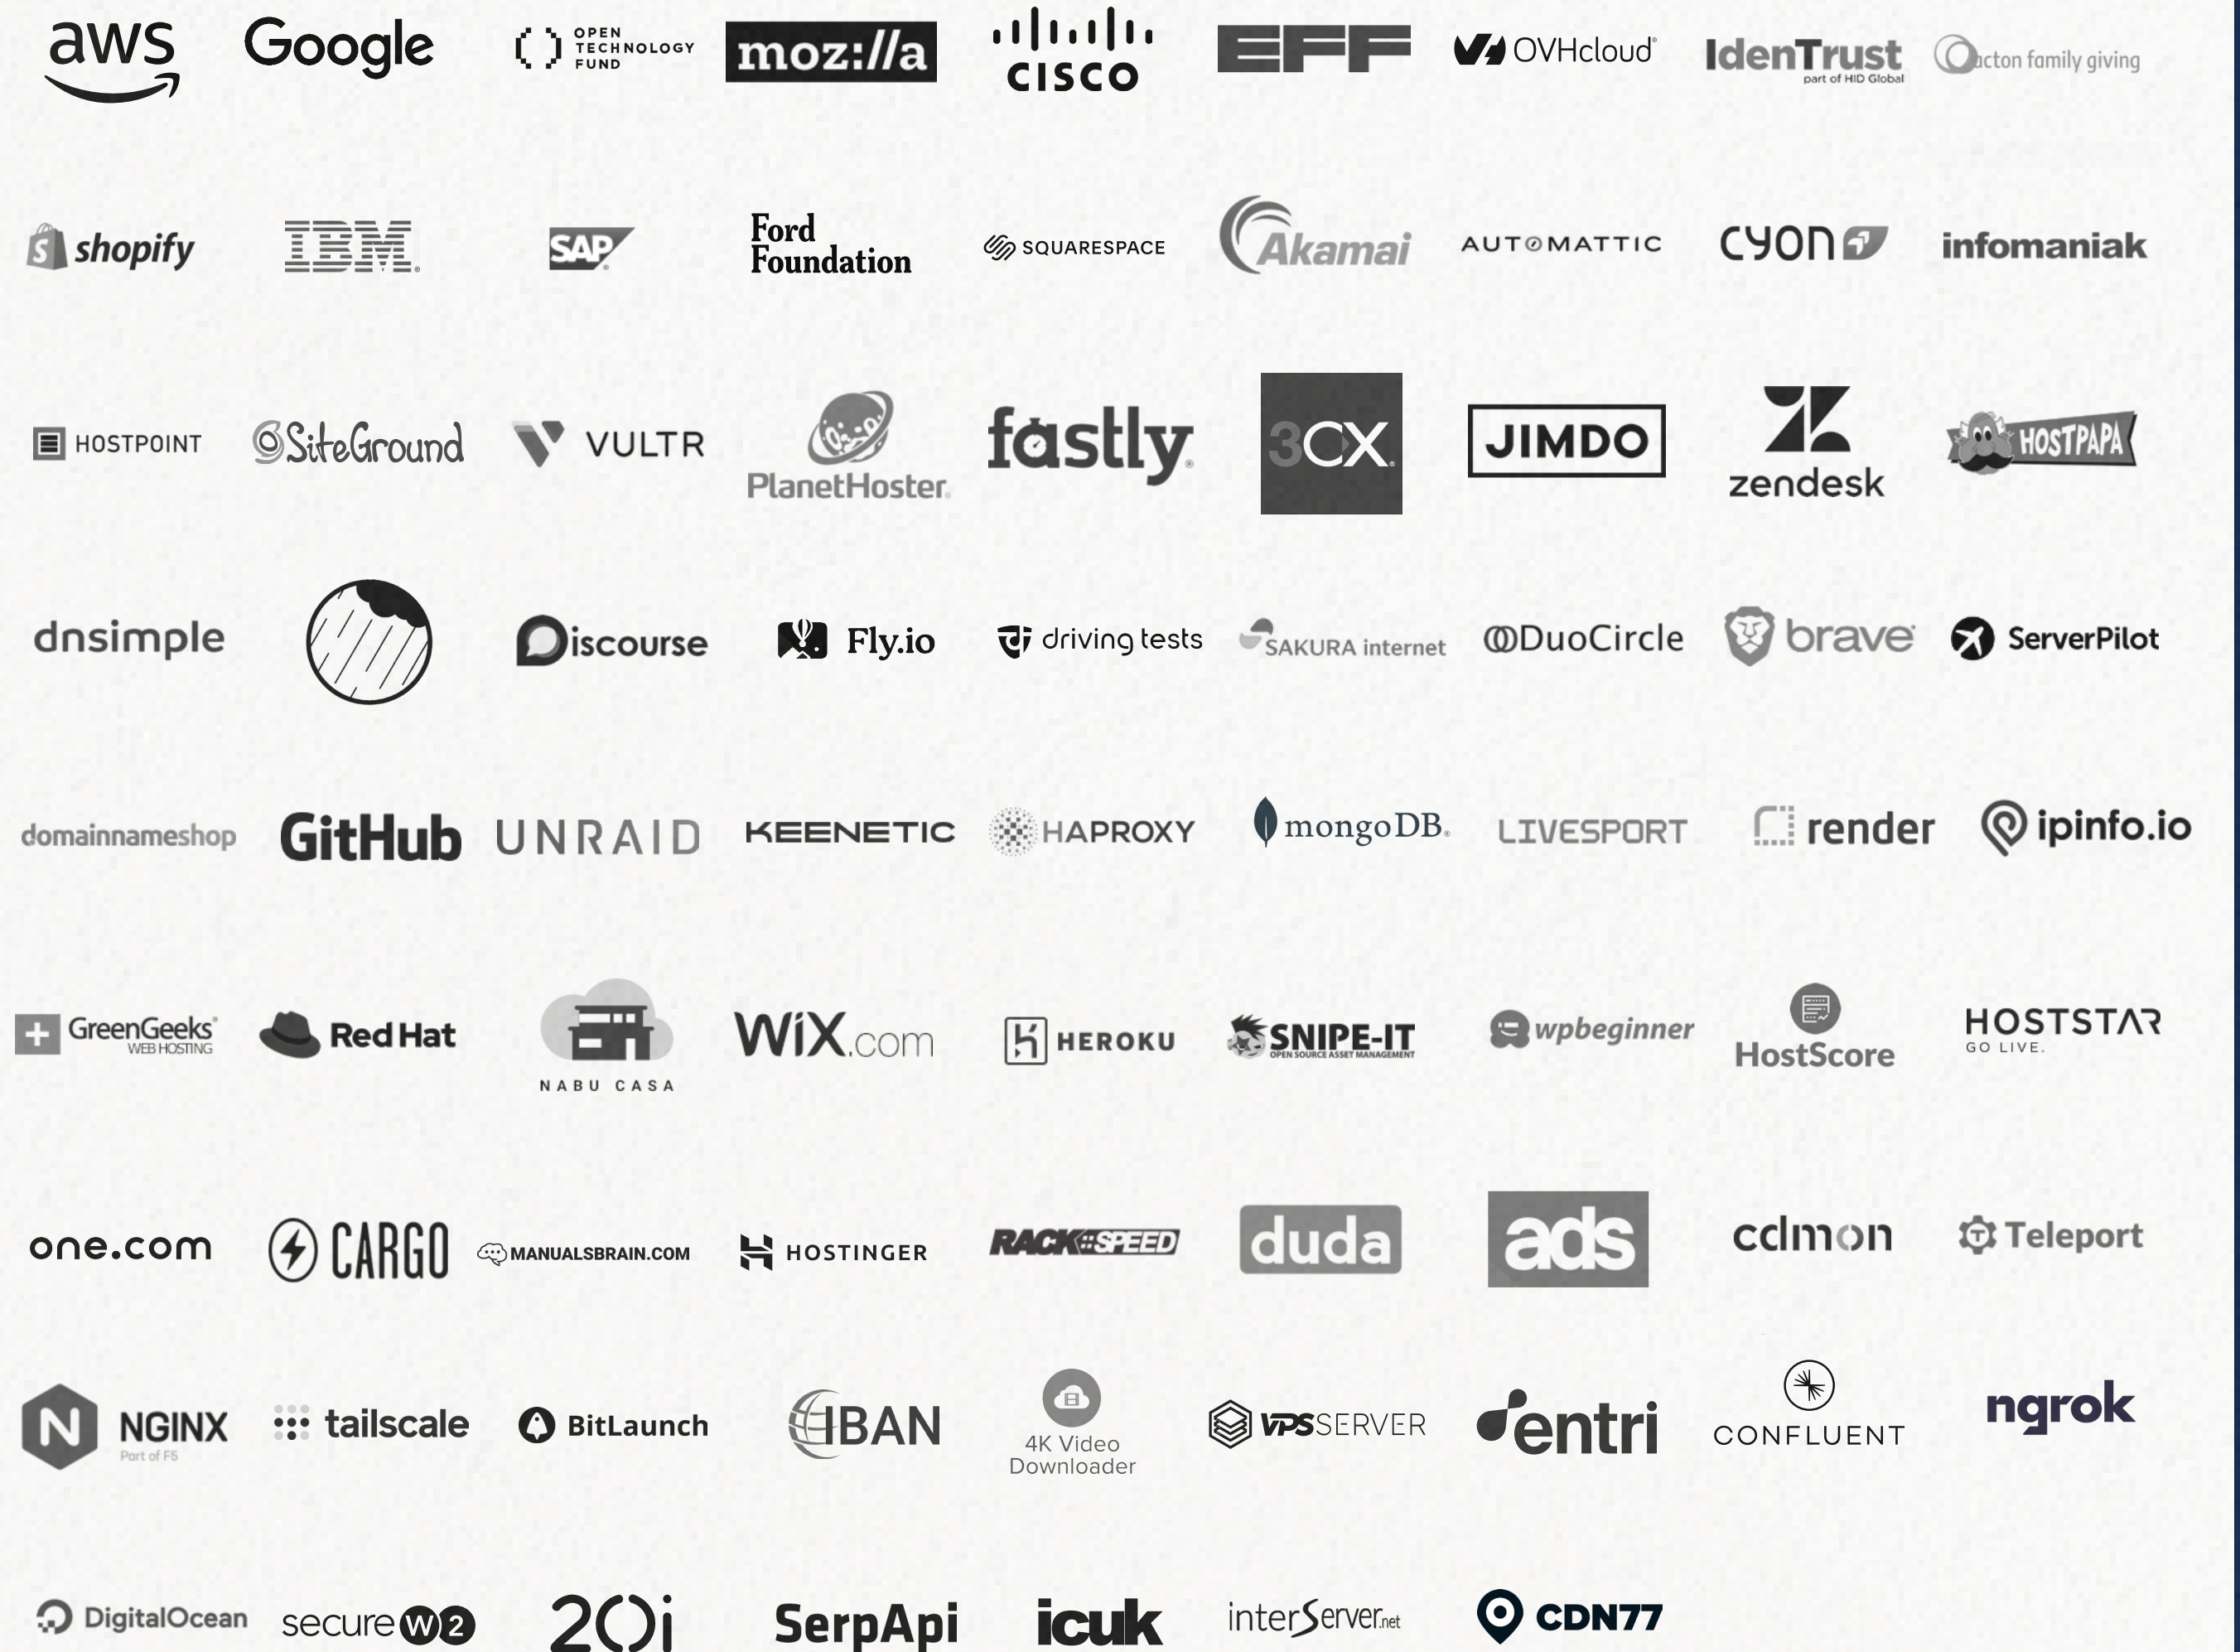 aws
Google
OPEN
TECHNOLOGY
FUND
moz://a
CISCO
EFF
OVHcloud®
IdenTrust
part of HID Global
acton family giving
shopify
IBM®
SAP®
Ford
Foundation
SQUARESPACE
Akamai
AUTOMATTIC
cyon
infomaniak
HOSTPOINT
SiteGround
VULTR
PlanetHoster®
fastly®
3CX®
JIMDO
zendesk
HOSTPAPA
dnsimple
Discourse
Fly.io
driving tests
SAKURA internet
DuoCircle
brave
ServerPilot
domainnameshop
GitHub
UNRAID
KEENETIC
HAPROXY
mongoDB®
LIVESPORT
render
ipinfo.io
GreenGeeks®
WEB HOSTING
Red Hat
NABU CASA
WiX.com
HEROKU
SNIPE-IT
OPEN SOURCE ASSET MANAGEMENT
wpbeginner
HostScore
HOSTSTAR
GO LIVE.
one.com
CARGO
MANUALSBRAIN.COM
HOSTINGER
RACK::SPEED
duda
ads
cdmon
Teleport
N NGINX
Part of F5
tailscale
BitLaunch
IBAN
4K Video
Downloader
VPSSERVER
entri
CONFLUENT
ngrok
DigitalOcean
secureW2
20i
SerpApi
icuk
interServer.net
CDN77